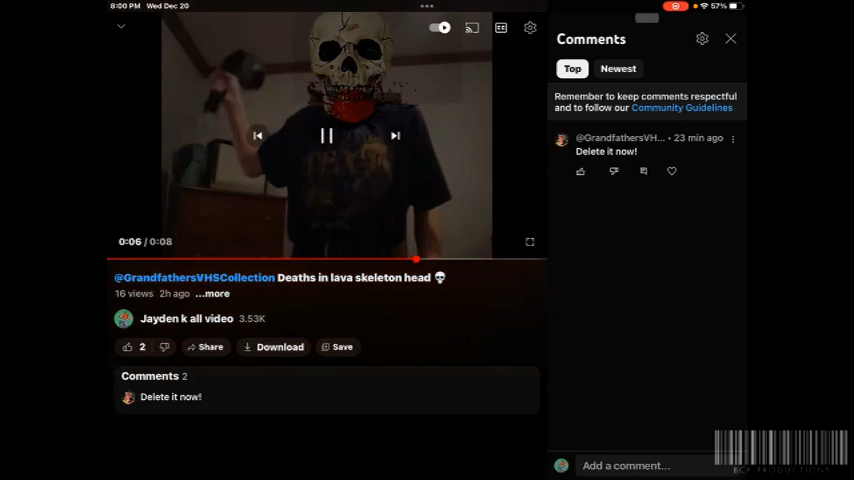 8:00 PM Wed Dec 20
57%
CC
0:06 / 0:08
@GrandfathersVHSCollection Deaths in lava skeleton head 💀
16 views 2h ago ...more
Jayden k all video 3.53K
2 Share Download Save
Comments 2
Delete it now!
Comments
Top Newest
Remember to keep comments respectful
and to follow our Community Guidelines
@GrandfathersVH... • 23 min ago
Delete it now!
Add a comment...